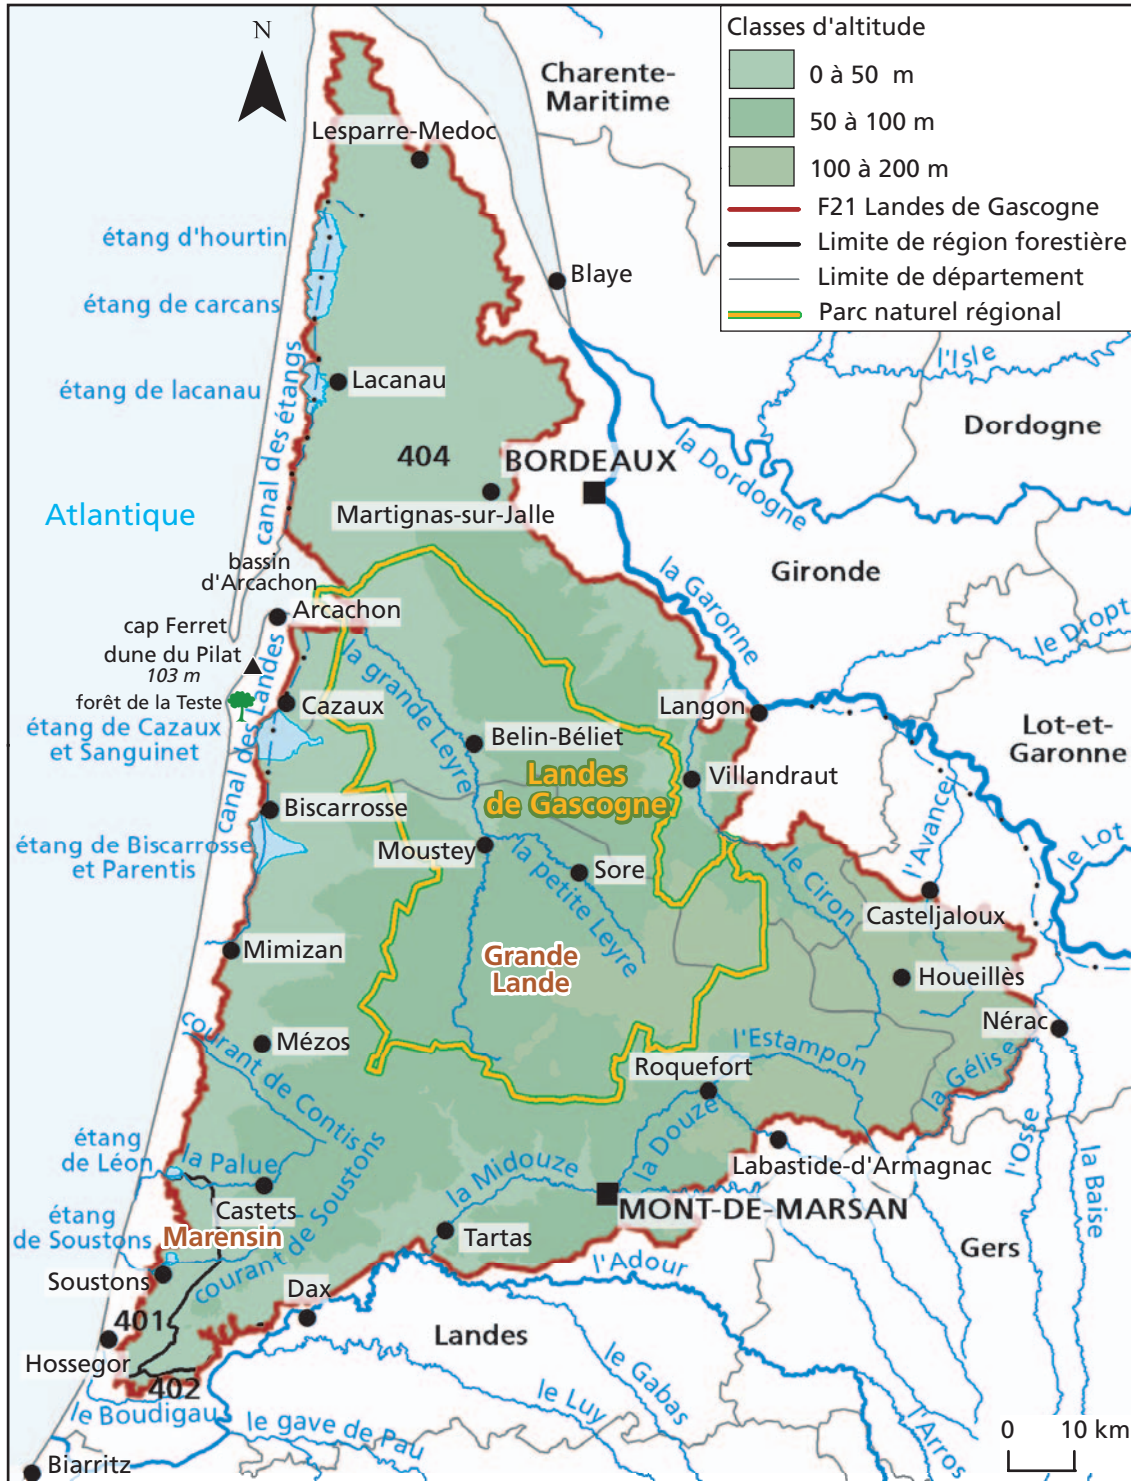 N
Classes d'altitude
0 à 50 m
50 à 100 m
100 à 200 m
F21 Landes de Gascogne
Limite de région forestière
Limite de département
Parc naturel régional
Charente-
Maritime
Lesparre-Medoc
étang d'hourtin
Blaye
étang de carcans
l'Isle
étang de lacanau
Lacanau
canal des étangs
Dordogne
404
BORDEAUX
la Dordogne
Atlantique
Martignas-sur-Jalle
bassin
d'Arcachon
Gironde
la Garonne
Arcachon
cap Ferret
le Dropt
dune du Pilat
103 m
la grande Leyre
forêt de la Teste
Cazaux
canal des Landes
Langon
étang de Cazaux
et Sanguinet
Belin-Béliet
Lot-et-
Garonne
Landes
de Gascogne
Villandraut
Biscarrosse
l'Avance
étang de Biscarrosse
et Parentis
Moustey
la petite Leyre
Sore
le Ciron
le Lot
Casteljaloux
Mimizan
Grande
Lande
Houeillès
Nérac
courant de Contis
Mézos
l'Estampon
Roquefort
la Gélise
la Douze
l'Osse
la Baise
étang
de Léon
la Palue
Labastide-d'Armagnac
la Midouze
Castets
courant de Soustons
MONT-DE-MARSAN
étang
de Soustons
Marensin
Tartas
Gers
Soustons
l'Adour
Dax
401
Landes
Hossegor
402
le Gabas
le Boudigau
le Luy
le gave de Pau
l'Arros
0 10 km
Biarritz